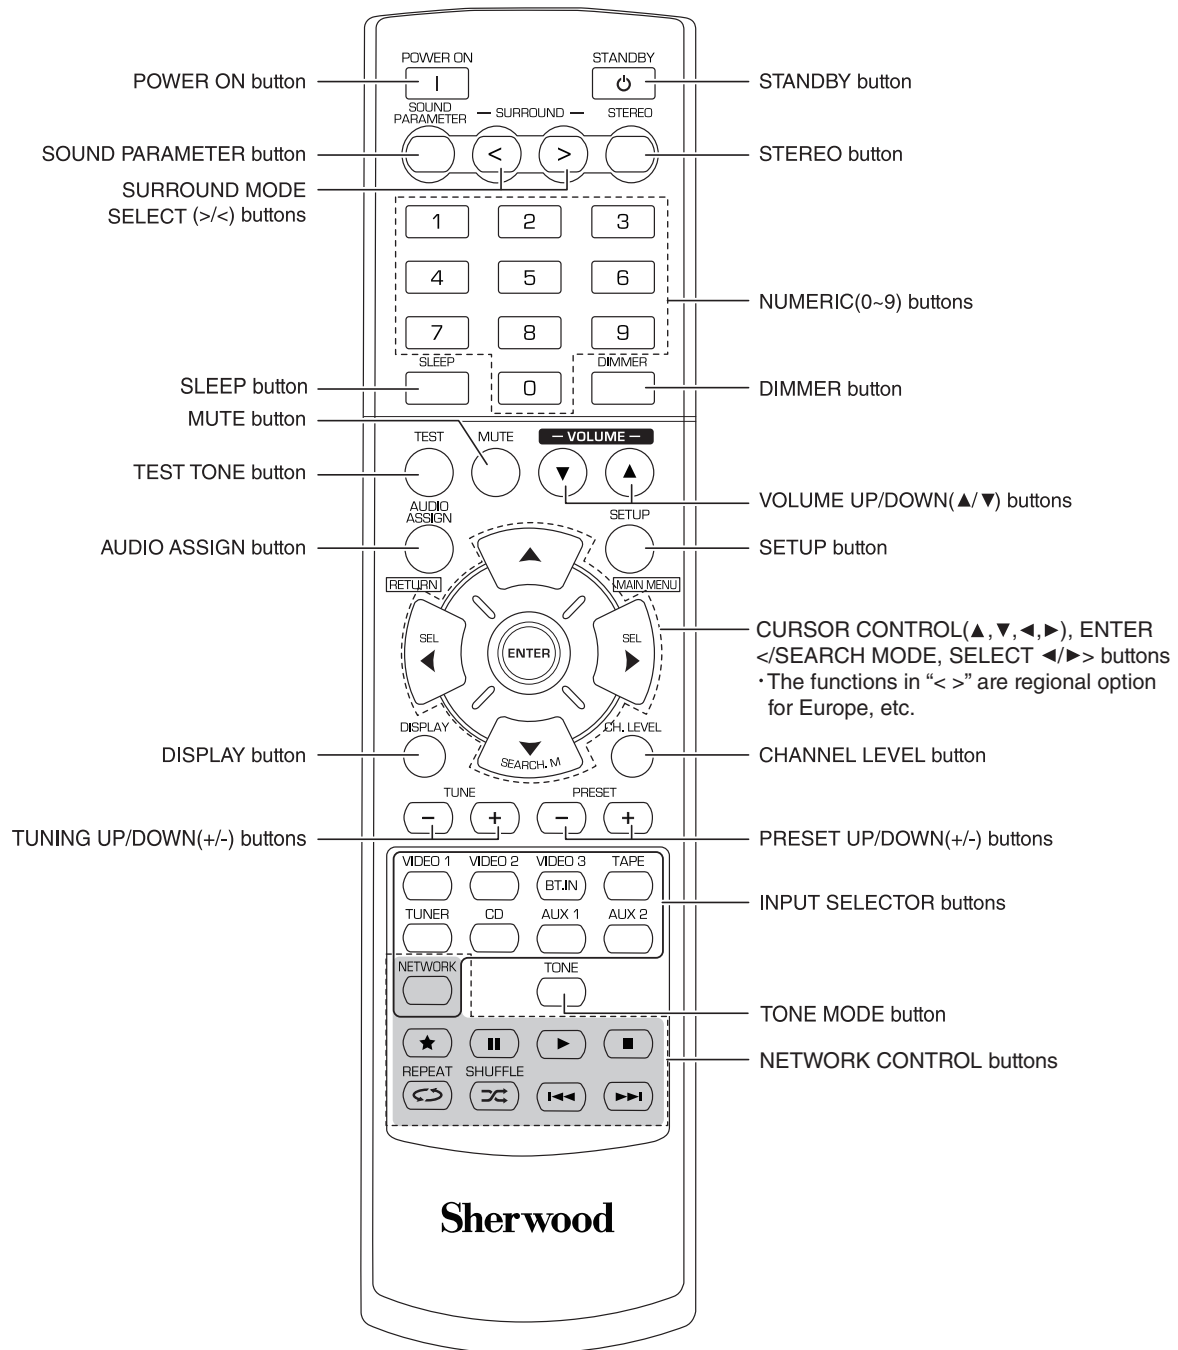 POWER ON
STANDBY
POWER ON button
I
STANDBY button
SOUND
PARAMETER
— SURROUND —
STEREO
SOUND PARAMETER button
<
>
STEREO button
SURROUND MODE
SELECT (>/<) buttons
1
2
3
4
5
6
NUMERIC(0~9) buttons
7
8
9
SLEEP
DIMMER
SLEEP button
0
DIMMER button
MUTE button
TEST
MUTE
— VOLUME —
TEST TONE button
▼
▲
VOLUME UP/DOWN(▲/▼) buttons
AUDIO
ASSIGN
SETUP
AUDIO ASSIGN button
▲
SETUP button
RETURN
MAIN MENU
SEL
SEL
◄
ENTER
►
CURSOR CONTROL(▲,▼,◄,►), ENTER
</SEARCH MODE, SELECT ◄/►> buttons
· The functions in “< >” are regional option
for Europe, etc.
DISPLAY
CH. LEVEL
DISPLAY button
▼
SEARCH. M
CHANNEL LEVEL button
TUNE
PRESET
TUNING UP/DOWN(+/-) buttons
−
+
−
+
PRESET UP/DOWN(+/-) buttons
VIDEO 1
VIDEO 2
VIDEO 3
TAPE
BT.IN
INPUT SELECTOR buttons
TUNER
CD
AUX 1
AUX 2
NETWORK
TONE
TONE MODE button
NETWORK CONTROL buttons
REPEAT
SHUFFLE
Sherwood